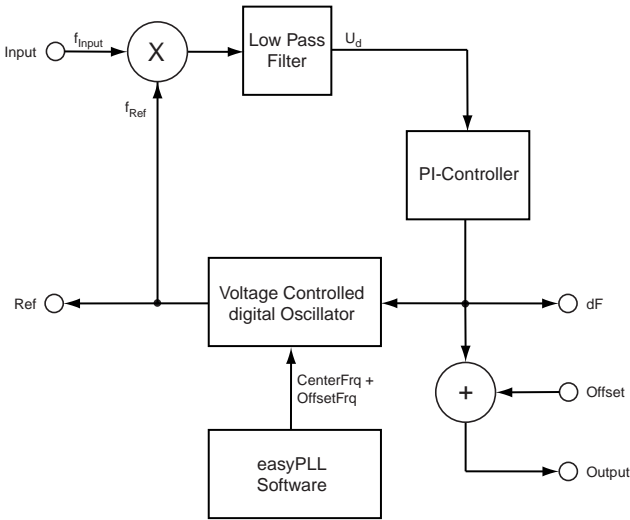 Input
f_Input
X
Low Pass
Filter
U_d
f_Ref
PI-Controller
Ref
Voltage Controlled
digital Oscillator
dF
CenterFrq +
OffsetFrq
+
Offset
easyPLL
Software
Output